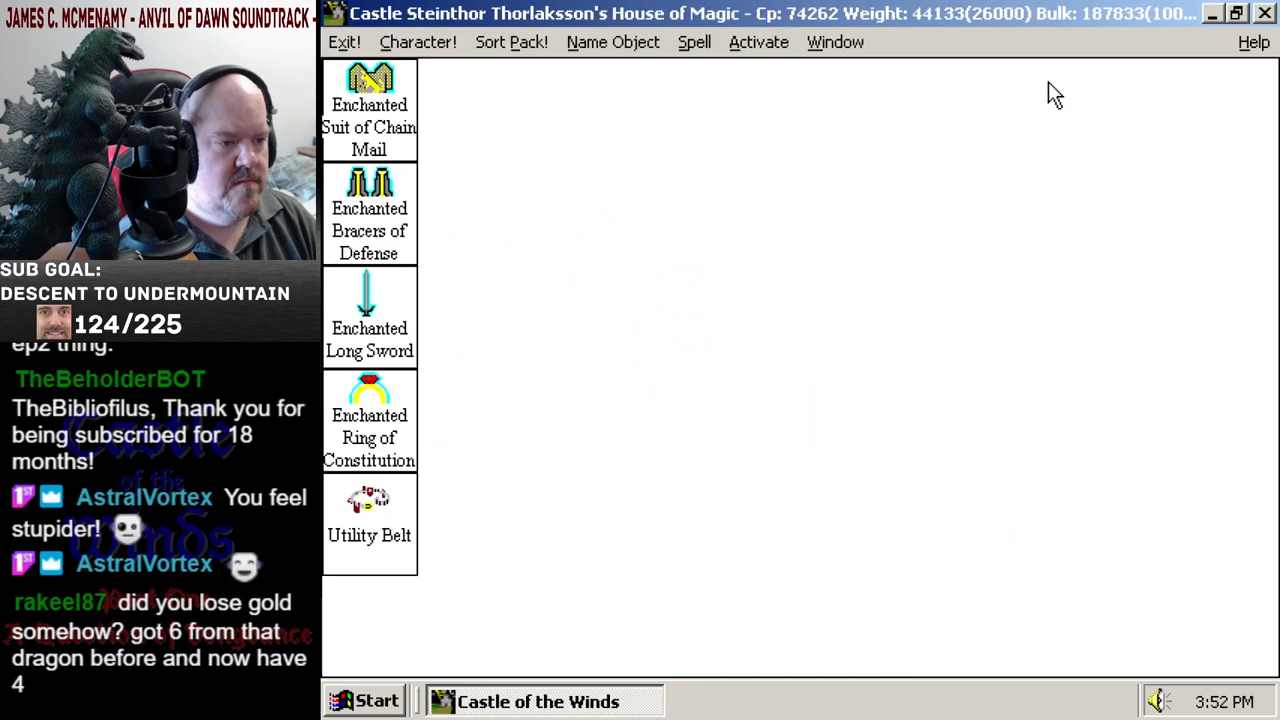 JAMES C. MCMENAMY - ANVIL OF DAWN SOUNDTRACK -
SUB GOAL:
DESCENT TO UNDERMOUNTAIN
124/225
ep2 thing.
TheBeholderBOT
TheBibliofilus, Thank you for
being subscribed for 18
months!
AstralVortex You feel
stupider!
AstralVortex
rakeel87 did you lose gold
somehow? got 6 from that
dragon before and now have
4
Castle
of the
Winds
Castle Steinthor Thorlaksson's House of Magic - Cp: 74262 Weight: 44133(26000) Bulk: 187833(100...
Exit! Character! Sort Pack! Name Object Spell Activate Window Help
Enchanted
Suit of Chain
Mail
Enchanted
Bracers of
Defense
Enchanted
Long Sword
Enchanted
Ring of
Constitution
Utility Belt
Start Castle of the Winds 3:52 PM